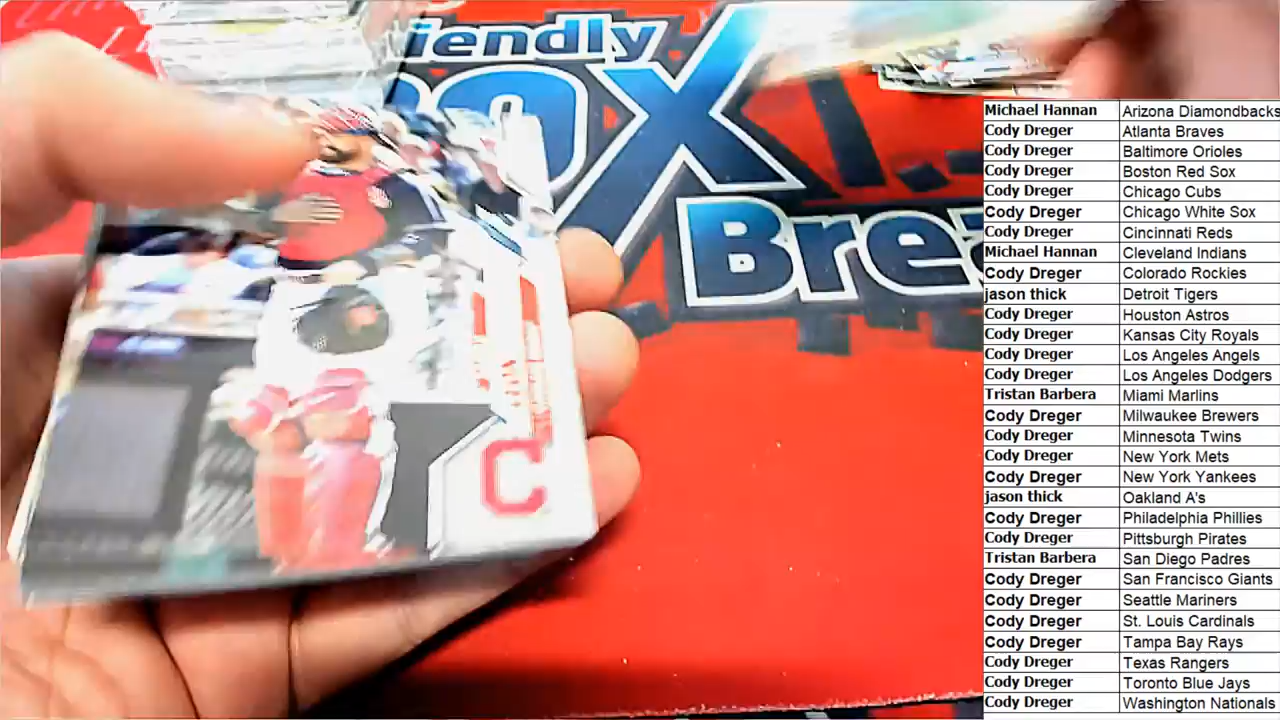 iendly
OX
Brea
C
Michael Hannan Arizona Diamondbacks
Cody Dreger Atlanta Braves
Cody Dreger Baltimore Orioles
Cody Dreger Boston Red Sox
Cody Dreger Chicago Cubs
Cody Dreger Chicago White Sox
Cody Dreger Cincinnati Reds
Michael Hannan Cleveland Indians
Cody Dreger Colorado Rockies
jason thick Detroit Tigers
Cody Dreger Houston Astros
Cody Dreger Kansas City Royals
Cody Dreger Los Angeles Angels
Cody Dreger Los Angeles Dodgers
Tristan Barbera Miami Marlins
Cody Dreger Milwaukee Brewers
Cody Dreger Minnesota Twins
Cody Dreger New York Mets
Cody Dreger New York Yankees
jason thick Oakland A's
Cody Dreger Philadelphia Phillies
Cody Dreger Pittsburgh Pirates
Tristan Barbera San Diego Padres
Cody Dreger San Francisco Giants
Cody Dreger Seattle Mariners
Cody Dreger St. Louis Cardinals
Cody Dreger Tampa Bay Rays
Cody Dreger Texas Rangers
Cody Dreger Toronto Blue Jays
Cody Dreger Washington Nationals